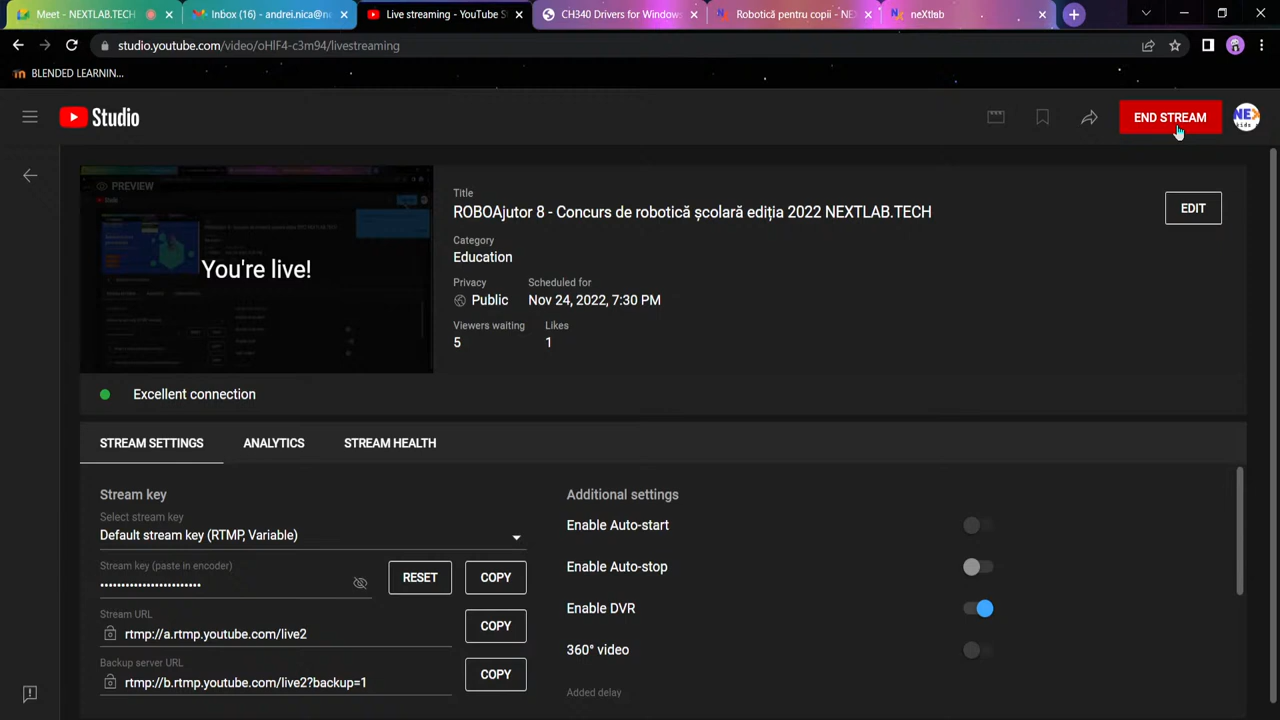 Meet - NEXTLAB.TECH
Inbox (16) - andrei.nica@ne
Live streaming - YouTube S
CH340 Drivers for Windows
Robotică pentru copii - NE
neXtlab
studio.youtube.com/video/oHlF4-c3m94/livestreaming
BLENDED LEARNIN...
Studio
END STREAM
NEX
kids
PREVIEW
You're live!
Title
ROBOAjutor 8 - Concurs de robotică școlară ediția 2022 NEXTLAB.TECH
EDIT
Category
Education
Privacy
Scheduled for
Public
Nov 24, 2022, 7:30 PM
Viewers waiting
Likes
5
1
Excellent connection
STREAM SETTINGS
ANALYTICS
STREAM HEALTH
Stream key
Select stream key
Default stream key (RTMP, Variable)
Stream key (paste in encoder)
••••••••••••••••••••••••
RESET
COPY
Stream URL
rtmp://a.rtmp.youtube.com/live2
COPY
Backup server URL
rtmp://b.rtmp.youtube.com/live2?backup=1
COPY
Additional settings
Enable Auto-start
Enable Auto-stop
Enable DVR
360° video
Added delay